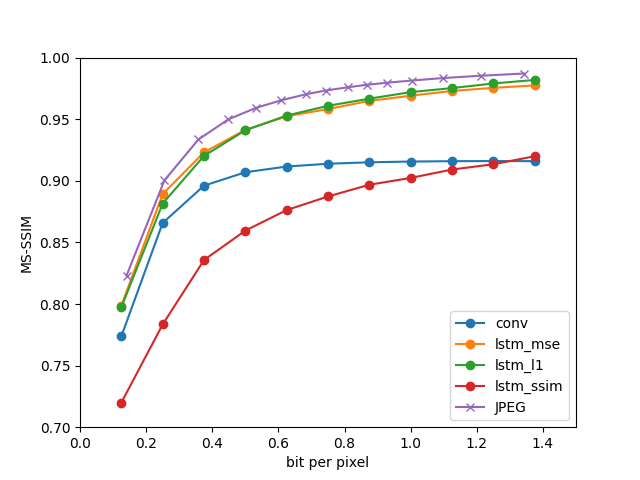 1.00
0.95
0.90
0.85
0.80
0.75
0.70
MS-SSIM
conv
lstm_mse
lstm_l1
lstm_ssim
JPEG
0.0 0.2 0.4 0.6 0.8 1.0 1.2 1.4
bit per pixel